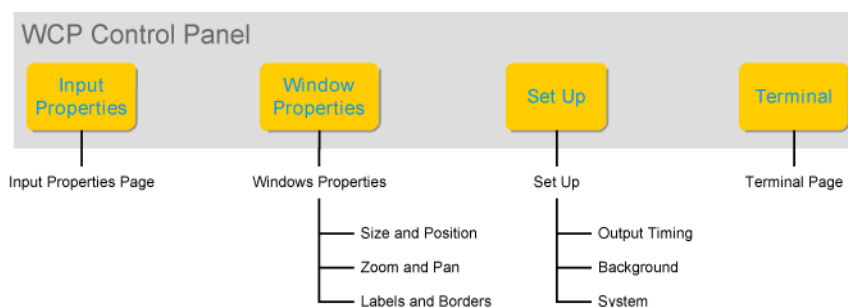 WCP Control Panel
Input
Properties
Window
Properties
Set Up
Terminal
Input Properties Page
Windows Properties
Set Up
Terminal Page
Size and Position
Zoom and Pan
Labels and Borders
Output Timing
Background
System